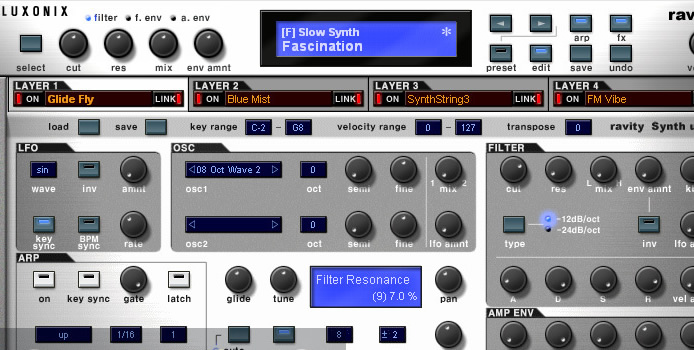 LUXONIX
filter f. env a. env
select cut res mix env amnt
[F] Slow Synth *
Fascination
arp fx
preset edit save undo
LAYER 1 LAYER 2 LAYER 3 LAYER 4
ON Glide Fly LINK ON Blue Mist LINK ON SynthString3 LINK ON FM Vibe
load save key range C-2 - G8 velocity range 0 - 127 transpose 0 ravity Synth
LFO OSC FILTER
sin 08 Oct Wave 2 0
wave inv amnt osc1 oct semi fine mix cut res mix env amnt
1 2
-12dB/oct
-24dB/oct
key sync BPM sync rate osc2 0 oct semi fine lfo amnt type inv
ARP
on key sync gate latch glide tune
Filter Resonance
(9) 7.0 %
pan
A D S R vel
AMP ENV
up 1/16 1 auto 8 ± 2